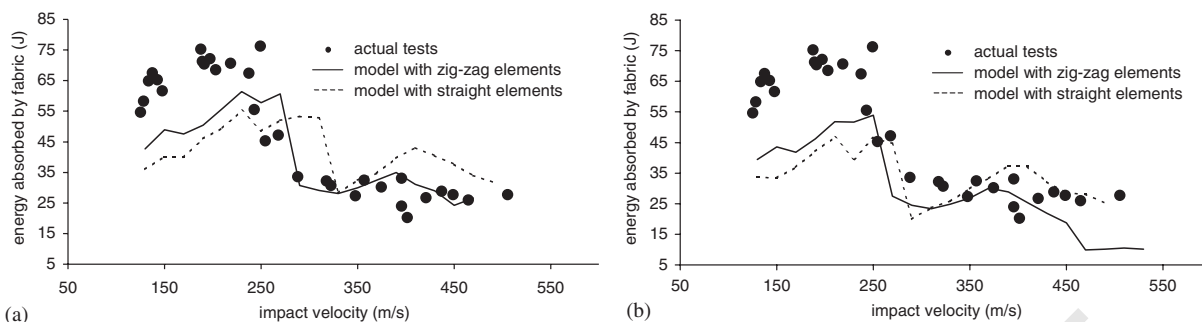 85
75
65
55
45
35
25
15
5
energy absorbed by fabric (J)
actual tests
model with zig-zag elements
model with straight elements
50 150 250 350 450 550
impact velocity (m/s)
(a)
85
75
65
55
45
35
25
15
5
energy absorbed by fabric (J)
actual tests
model with zig-zag elements
model with straight elements
50 150 250 350 450 550
impact velocity (m/s)
(b)